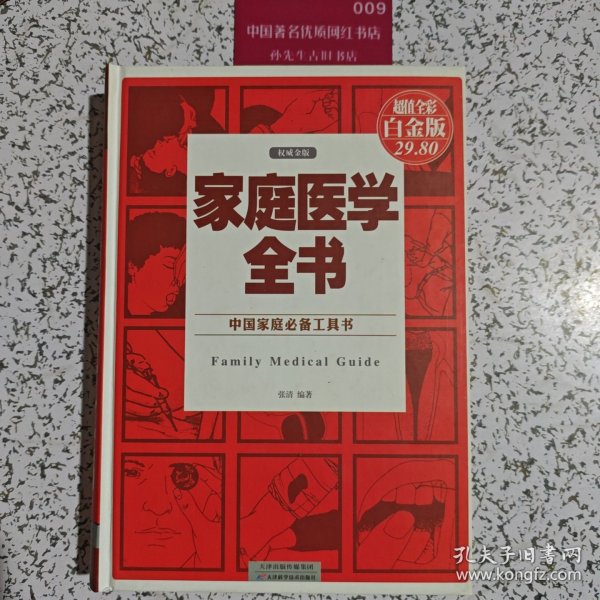 009
中国著名优质网红书店
孙先生古旧书店
超值全彩
白金版
29.80
权威金版
家庭医学
全书
中国家庭必备工具书
Family Medical Guide
张清 编著
天津出版传媒集团
天津科学技术出版社
孔夫子旧书网
www.kongfz.com